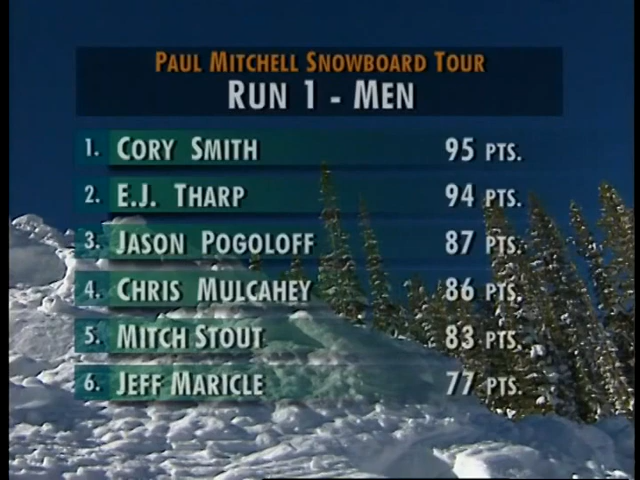 PAUL MITCHELL SNOWBOARD TOUR
RUN 1 - MEN
1. CORY SMITH 95 PTS.
2. E.J. THARP 94 PTS.
3. JASON POGOLOFF 87 PTS.
4. CHRIS MULCAHEY 86 PTS.
5. MITCH STOUT 83 PTS.
6. JEFF MARICLE 77 PTS.